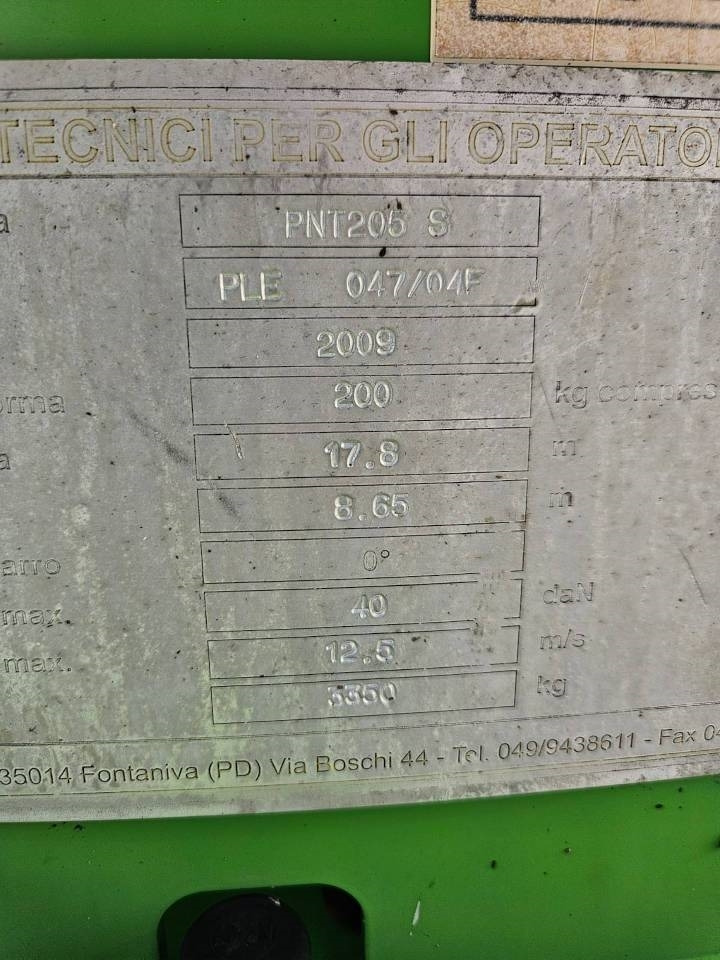 TECNICI PER GLI OPERATO
a PNT205 S
PLE 047/04F
2009
orma 200 kg compres
a 17.8 m
8.65 m
arro 0°
max. 40 daN
max. 12.5 m/s
3350 kg
35014 Fontaniva (PD) Via Boschi 44 - Tel. 049/9438611 - Fax 04